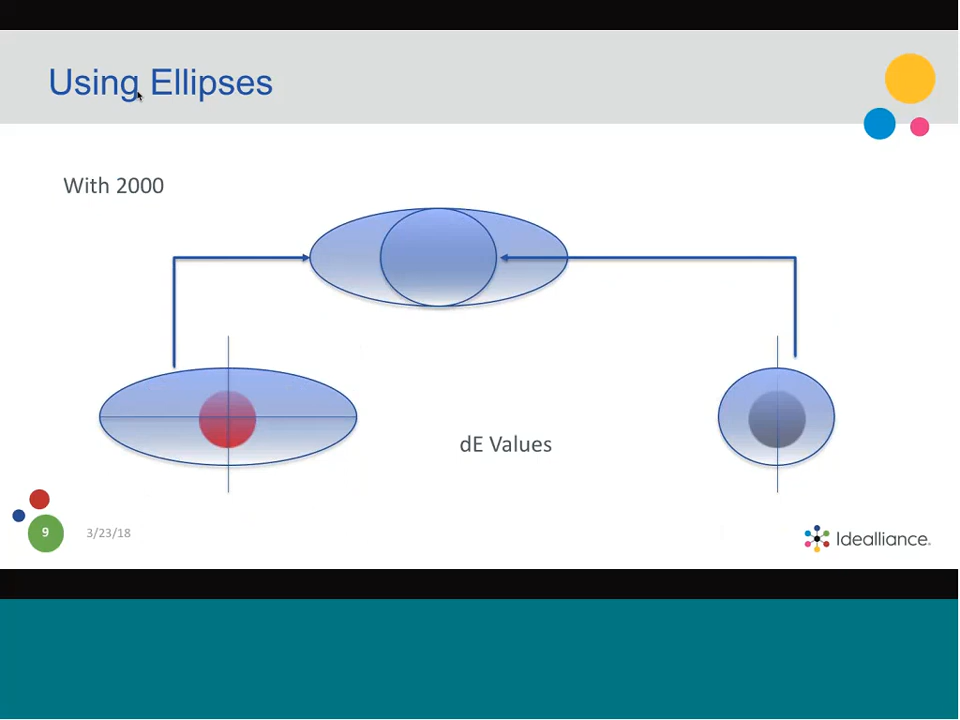 Using Ellipses
With 2000
dE Values
9
3/23/18
Idealliance.